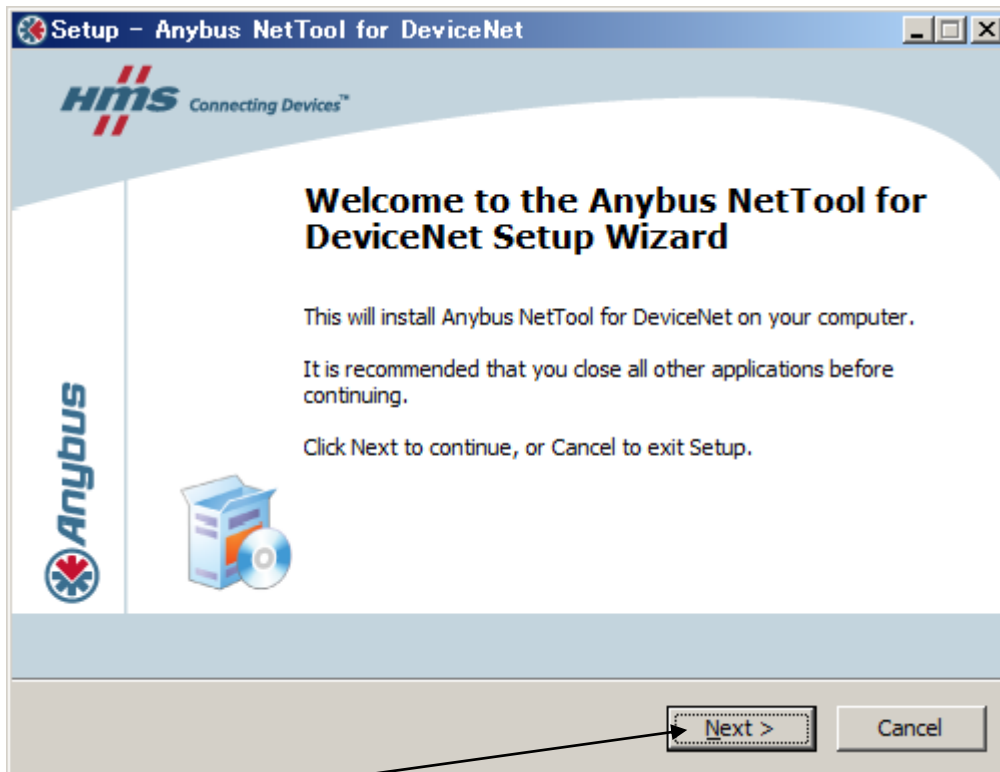 Setup - Anybus NetTool for DeviceNet
HMS Connecting Devices™
Welcome to the Anybus NetTool for
DeviceNet Setup Wizard
This will install Anybus NetTool for DeviceNet on your computer.
It is recommended that you close all other applications before
continuing.
Click Next to continue, or Cancel to exit Setup.
Anybus
Next >
Cancel